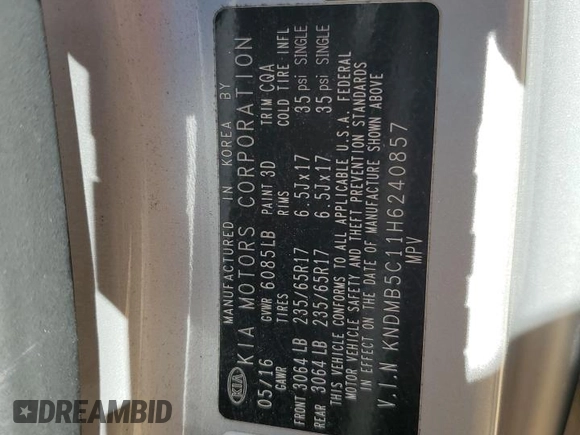 MANUFACTURED IN KOREA BY
KIA KIA MOTORS CORPORATION
05/16 GVWR 6085LB PAINT 3D TRIM CQA
GAWR TIRES RIMS COLD TIRE INFL
FRONT 3064 LB 235/65R17 6.5Jx17 35 psi SINGLE
REAR 3064 LB 235/65R17 6.5Jx17 35 psi SINGLE
THIS VEHICLE CONFORMS TO ALL APPLICABLE U.S.A. FEDERAL
MOTOR VEHICLE SAFETY AND THEFT PREVENTION STANDARDS
IN EFFECT ON THE DATE OF MANUFACTURE SHOWN ABOVE
V.I.N KNDMB5C11H6240857
MPV
DREAMBID